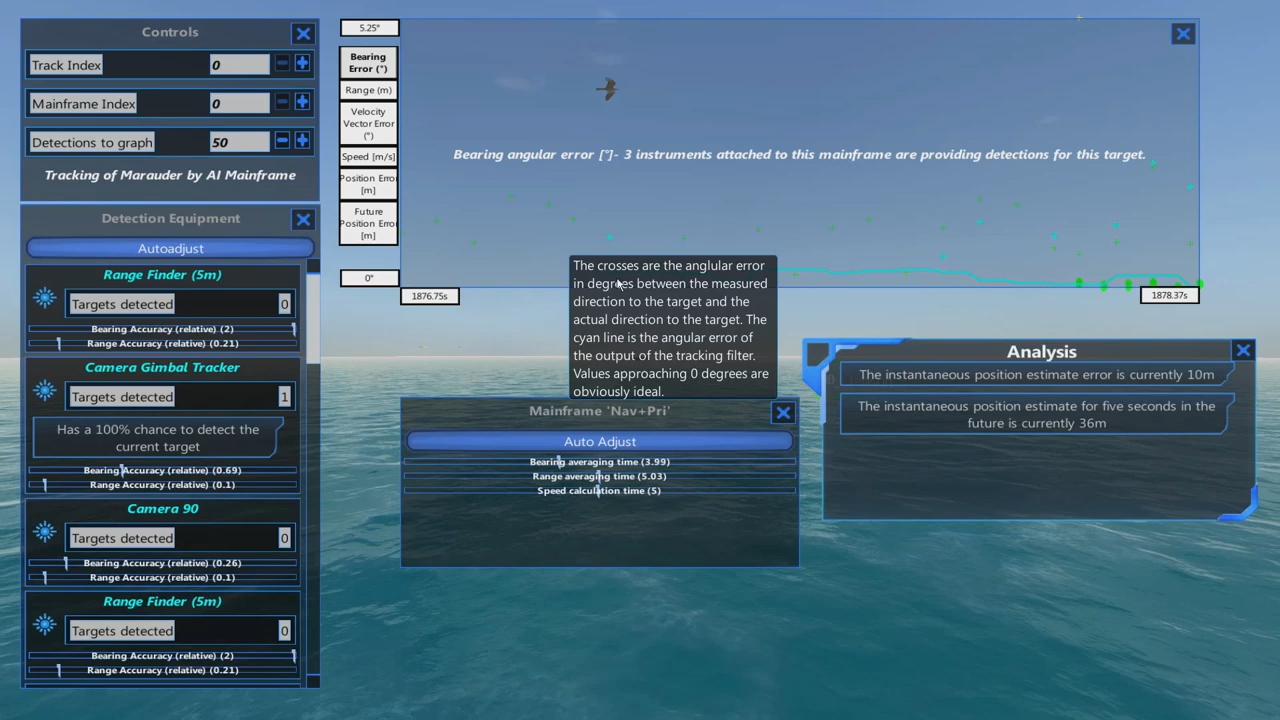 Controls
Track Index 0
Mainframe Index 0
Detections to graph 50
Tracking of Marauder by AI Mainframe
Detection Equipment
Autoadjust
Range Finder (5m)
Targets detected 0
Bearing Accuracy (relative) (2)
Range Accuracy (relative) (0.21)
Camera Gimbal Tracker
Targets detected 1
Has a 100% chance to detect the
current target
Bearing Accuracy (relative) (0.69)
Range Accuracy (relative) (0.1)
Camera 90
Targets detected 0
Bearing Accuracy (relative) (0.26)
Range Accuracy (relative) (0.1)
Range Finder (5m)
Targets detected 0
Bearing Accuracy (relative) (2)
Range Accuracy (relative) (0.21)
5.25°
Bearing
Error (°)
Range (m)
Velocity
Vector Error
(°)
Speed [m/s]
Position Erro
[m]
Future
Position Erro
[m]
0°
Bearing angular error [°]- 3 instruments attached to this mainframe are providing detections for this target.
1876.75s
1878.37s
The crosses are the anglular error
in degrees between the measured
direction to the target and the
actual direction to the target. The
cyan line is the angular error of
the output of the tracking filter.
Values approaching 0 degrees are
obviously ideal.
Mainframe 'Nav+Pri'
Auto Adjust
Bearing averaging time (3.99)
Range averaging time (5.03)
Speed calculation time (5)
Analysis
The instantaneous position estimate error is currently 10m
The instantaneous position estimate for five seconds in the
future is currently 36m